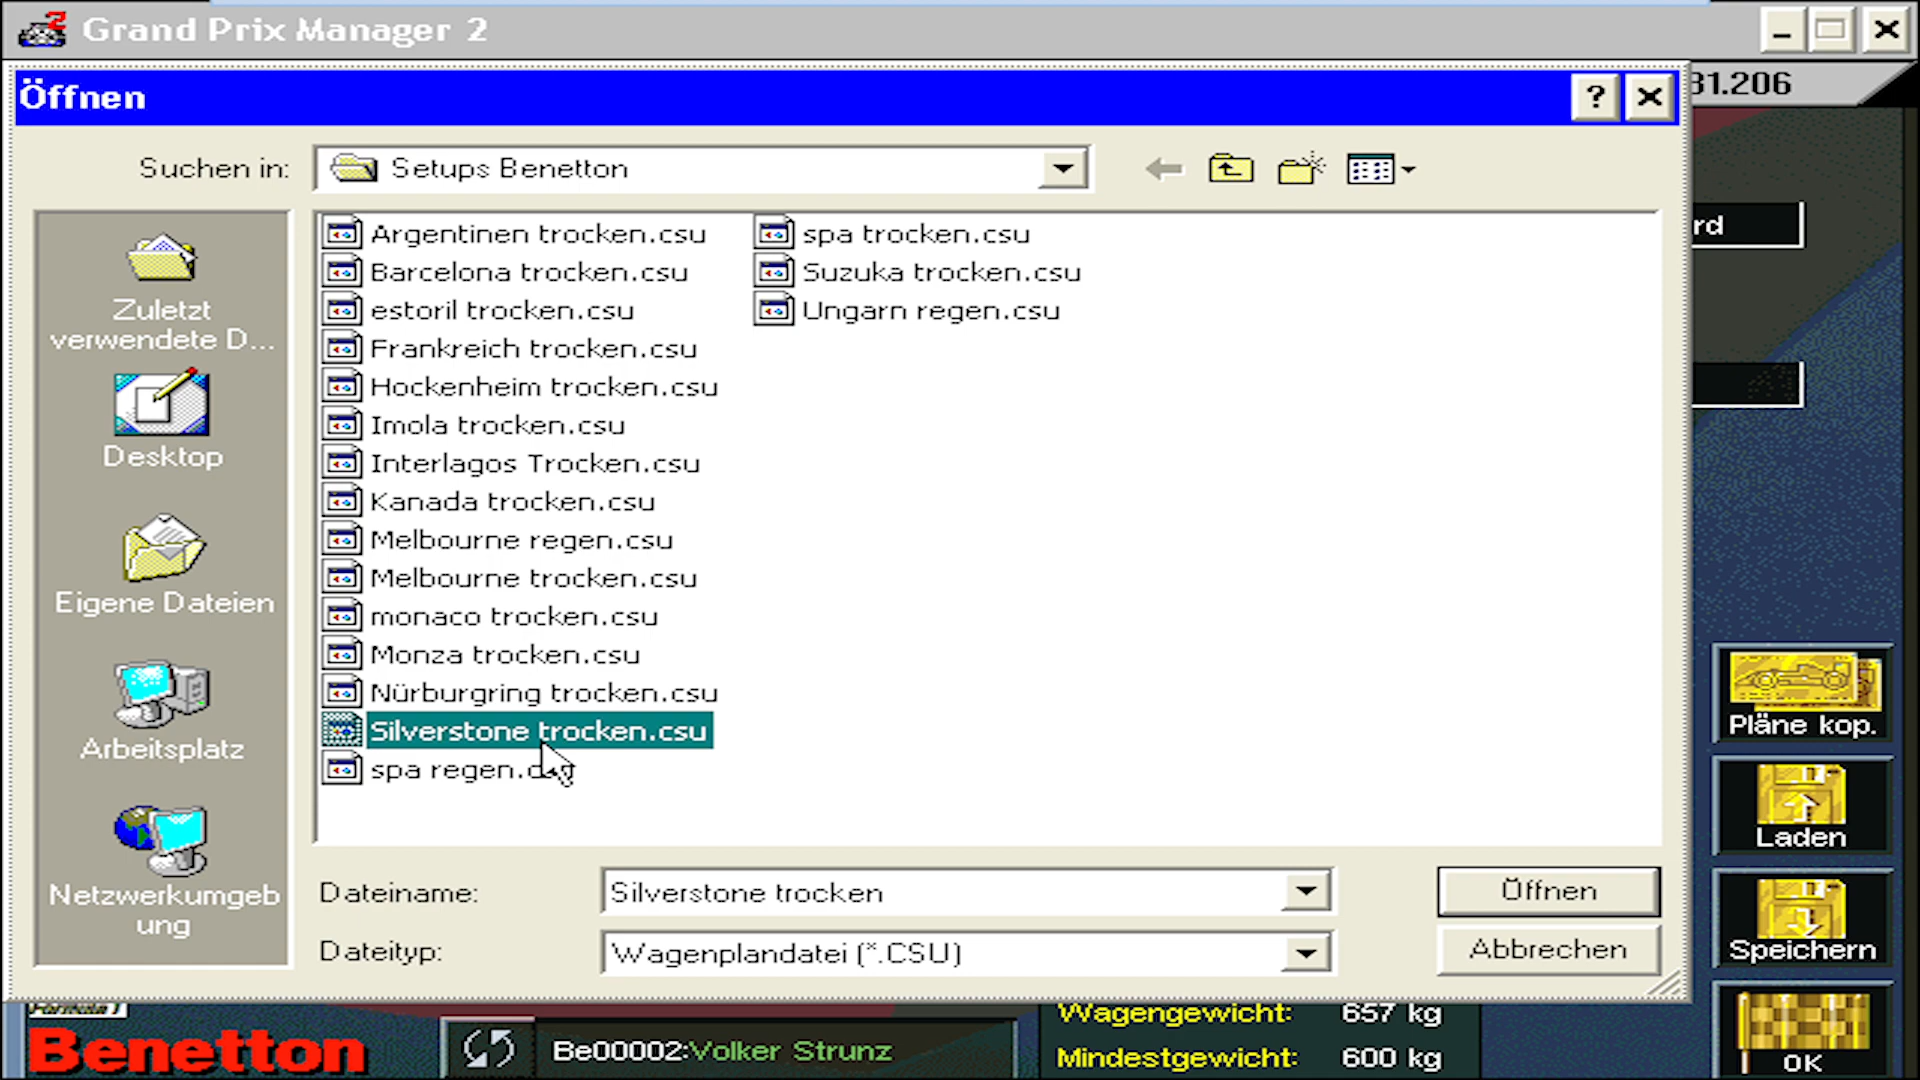 Grand Prix Manager 2
31.206
Öffnen
Suchen in:
Setups Benetton
rd
Zuletzt
verwendete D...
Desktop
Eigene Dateien
Arbeitsplatz
Netzwerkumgeb
ung
Argentinen trocken.csu
Barcelona trocken.csu
estoril trocken.csu
Frankreich trocken.csu
Hockenheim trocken.csu
Imola trocken.csu
Interlagos Trocken.csu
Kanada trocken.csu
Melbourne regen.csu
Melbourne trocken.csu
monaco trocken.csu
Monza trocken.csu
Nürburgring trocken.csu
Silverstone trocken.csu
spa regen.csu
spa trocken.csu
Suzuka trocken.csu
Ungarn regen.csu
Dateiname:
Silverstone trocken
Öffnen
Dateityp:
Wagenplandatei (*.CSU)
Abbrechen
Pläne kop.
Laden
Speichern
OK
Benetton
Be00002:Volker Strunz
Wagengewicht: 657 kg
Mindestgewicht: 600 kg